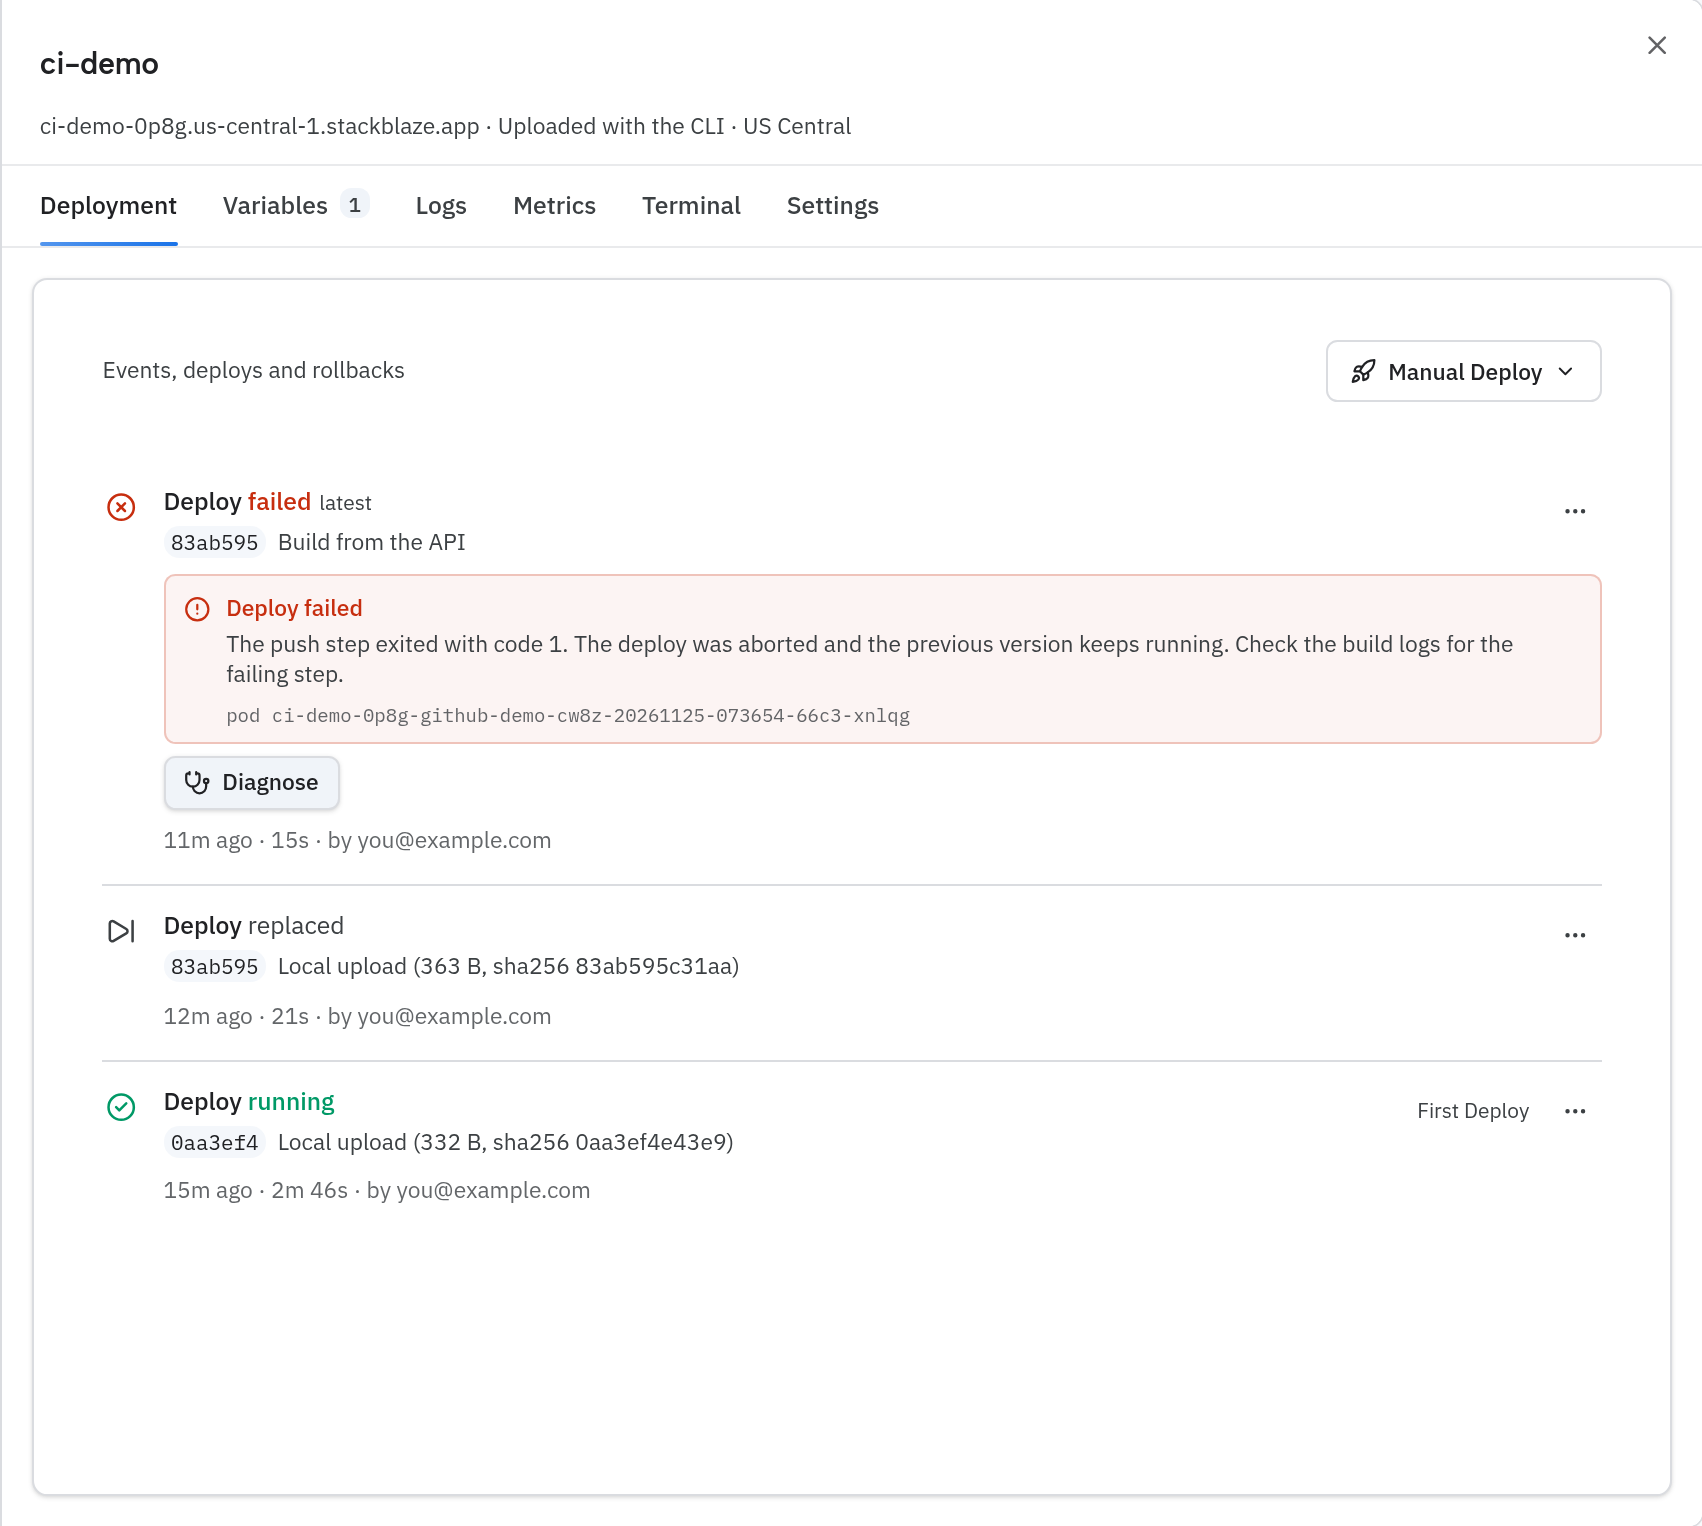 ci-demo
ci-demo-0p8g.us-central-1.stackblaze.app · Uploaded with the CLI · US Central
Deployment Variables 1 Logs Metrics Terminal Settings
Events, deploys and rollbacks
Manual Deploy
Deploy failed latest
83ab595 Build from the API
Deploy failed
The push step exited with code 1. The deploy was aborted and the previous version keeps running. Check the build logs for the
failing step.
pod ci-demo-0p8g-github-demo-cw8z-20261125-073654-66c3-xnlqg
Diagnose
11m ago · 15s · by you@example.com
Deploy replaced
83ab595 Local upload (363 B, sha256 83ab595c31aa)
12m ago · 21s · by you@example.com
Deploy running
First Deploy
0aa3ef4 Local upload (332 B, sha256 0aa3ef4e43e9)
15m ago · 2m 46s · by you@example.com